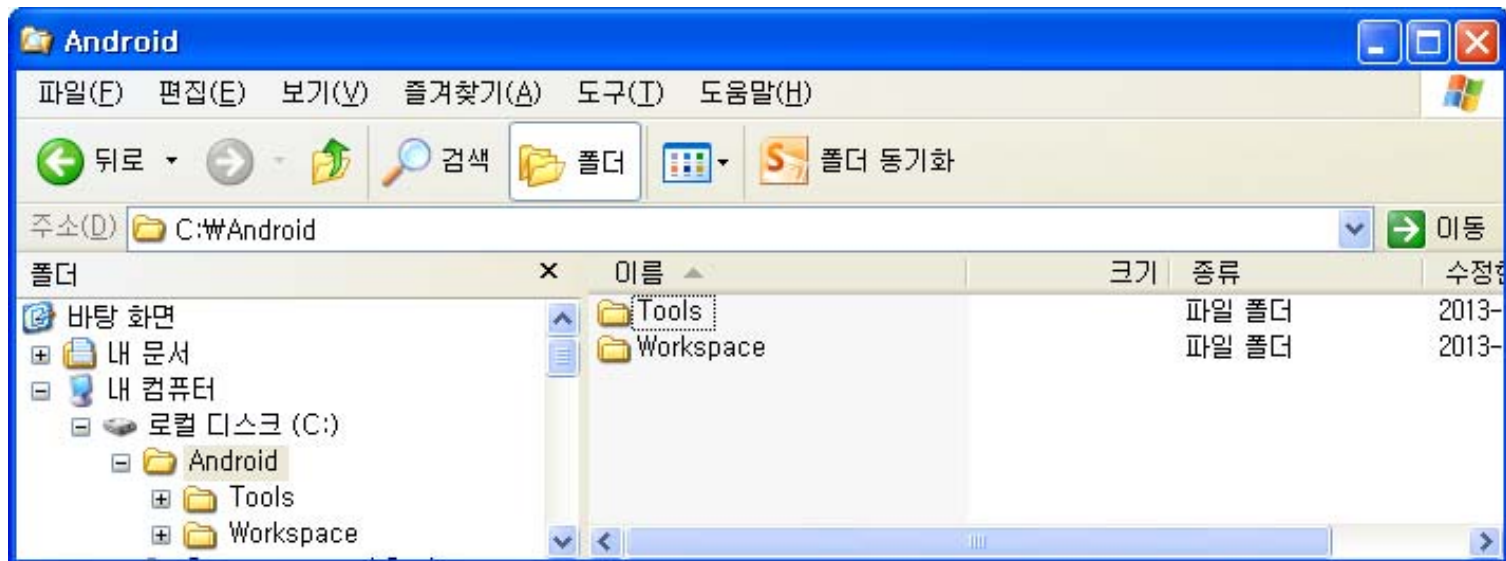 Android
파일(F) 편집(E) 보기(V) 즐겨찾기(A) 도구(T) 도움말(H)
뒤로 검색 폴더 S 폴더 동기화
주소(D) C:₩Android 이동
폴더 이름 크기 종류
바탕 화면
내 문서
내 컴퓨터
로컬 디스크 (C:)
Android
Tools
Workspace
Tools 파일 폴더 2013-
Workspace 파일 폴더 2013-